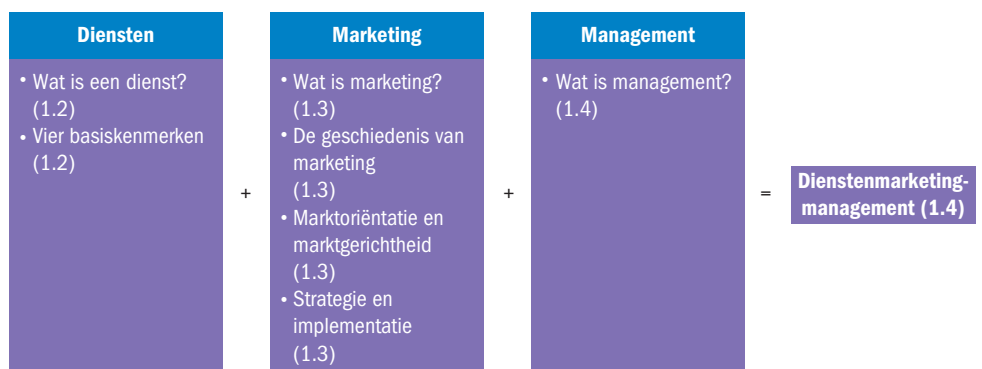 Diensten
• Wat is een dienst?
(1.2)
• Vier basiskenmerken
(1.2)
+
Marketing
• Wat is marketing?
(1.3)
• De geschiedenis van
marketing
(1.3)
• Marktoriëntatie en
marktgerichtheid
(1.3)
• Strategie en
implementatie
(1.3)
+
Management
• Wat is management?
(1.4)
=
Dienstenmarketing-
management (1.4)